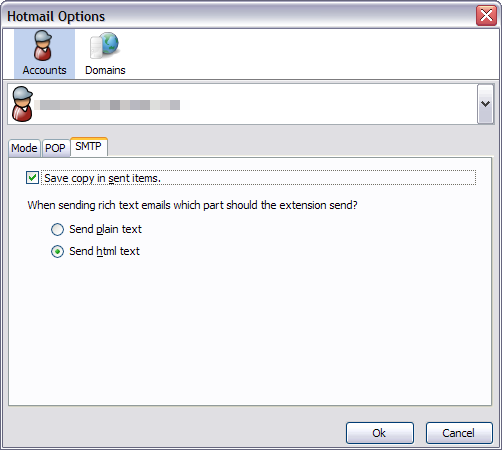 Hotmail Options
Accounts Domains
Mode POP SMTP
Save copy in sent items.
When sending rich text emails which part should the extension send?
Send plain text
Send html text
Ok Cancel